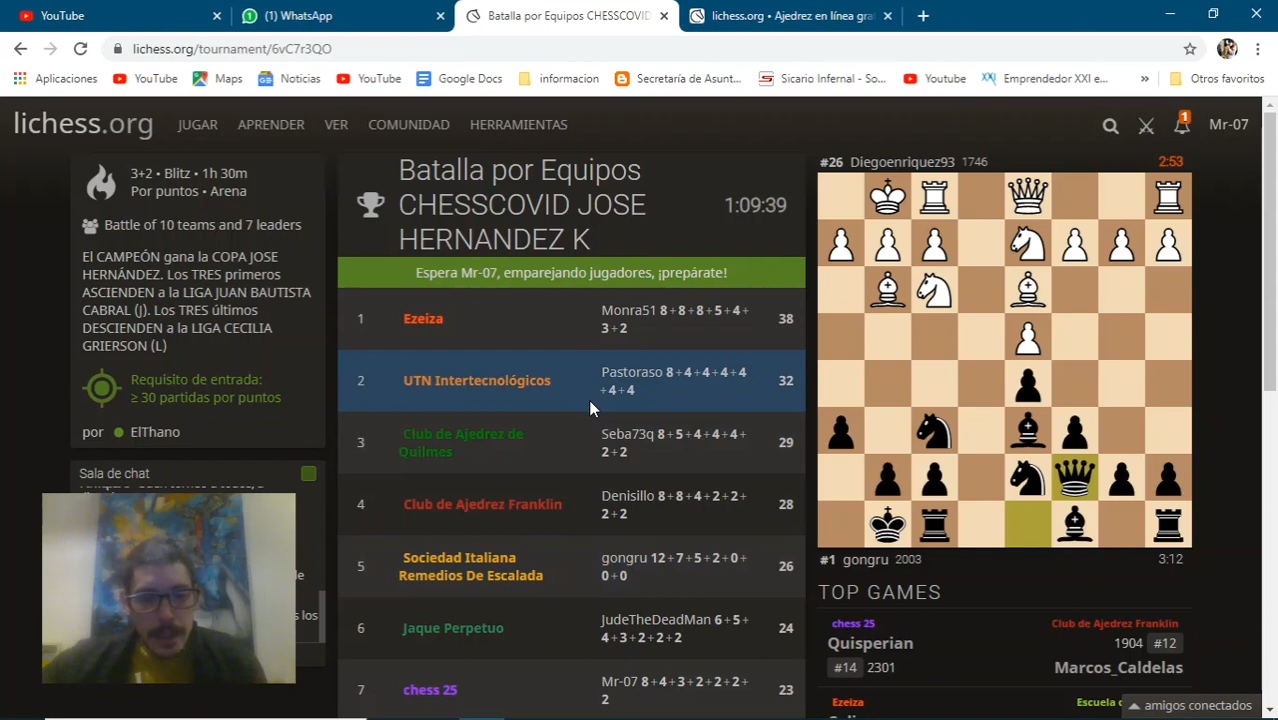 YouTube
(1) WhatsApp
Batalla por Equipos CHESSCOVID
lichess.org • Ajedrez en línea gra
lichess.org/tournament/6vC7r3QO
Aplicaciones
YouTube
Maps
Noticias
YouTube
Google Docs
informacion
Secretaría de Asunt...
Sicario Infernal - So...
Youtube
Emprendedor XXI e...
»
Otros favoritos
lichess.org
JUGAR
APRENDER
VER
COMUNIDAD
HERRAMIENTAS
1
Mr-07
3+2 • Blitz • 1h 30m
Por puntos • Arena
Battle of 10 teams and 7 leaders
El CAMPEÓN gana la COPA JOSE
HERNÁNDEZ. Los TRES primeros
ASCIENDEN a la LIGA JUAN BAUTISTA
CABRAL (J). Los TRES últimos
DESCIENDEN a la LIGA CECILIA
GRIERSON (L)
Requisito de entrada:
≥ 30 partidas por puntos
por ElThano
Sala de chat
de
s los
Batalla por Equipos
CHESSCOVID JOSE
HERNANDEZ K
1:09:39
Espera Mr-07, emparejando jugadores, ¡prepárate!
1 Ezeiza Monra51 8+8+8+5+4+
3+2 38
2 UTN Intertecnológicos Pastoraso 8+4+4+4+4
+4+4 32
3 Club de Ajedrez de
Quilmes Seba73q 8+5+4+4+4+
2+2 29
4 Club de Ajedrez Franklin Denisillo 8+8+4+2+2+
2+2 28
5 Sociedad Italiana
Remedios De Escalada gongru 12+7+5+2+0+
0+0 26
6 Jaque Perpetuo JudeTheDeadMan 6+5+
4+3+2+2+2 24
7 chess 25 Mr-07 8+4+3+2+2+2+
2 23
#26 Diegoenriquez93 1746 2:53
#1 gongru 2003 3:12
TOP GAMES
chess 25 Club de Ajedrez Franklin
Quisperian 1904 #12
#14 2301 Marcos_Caldelas
Ezeiza
amigos conectados